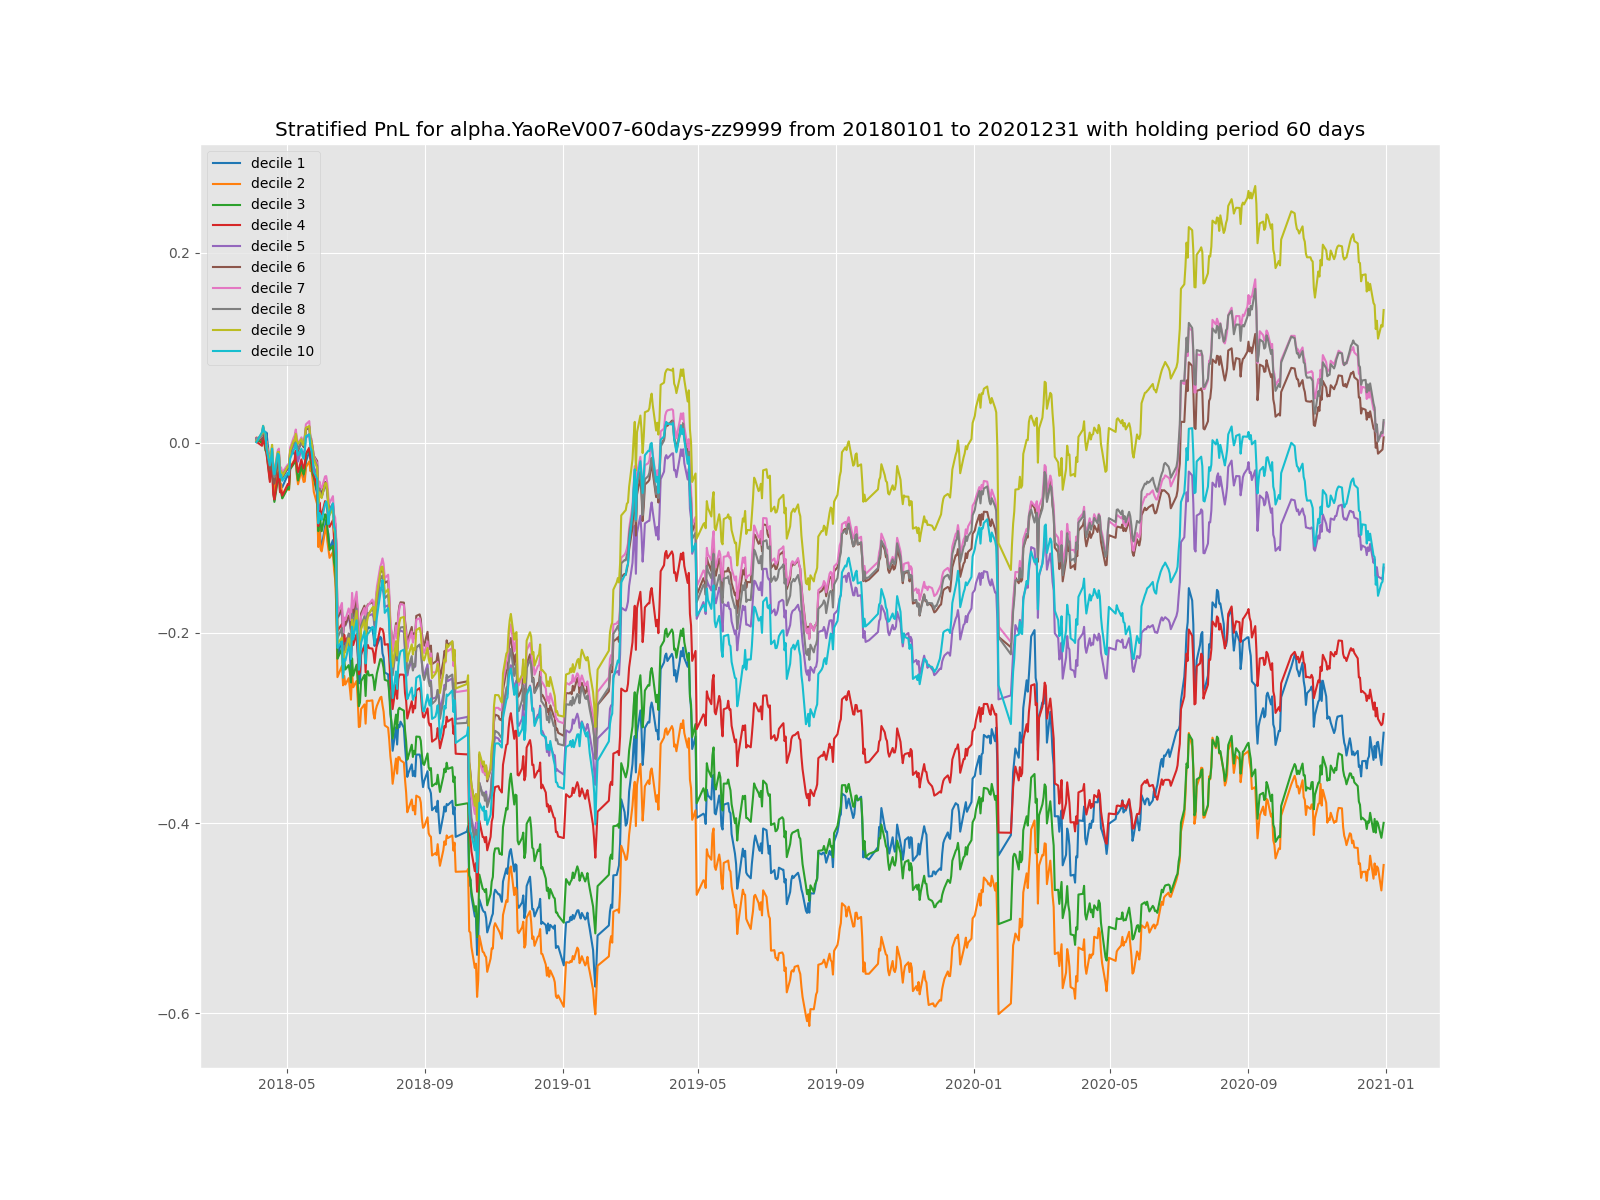 Stratified PnL for alpha.YaoReV007-60days-zz9999 from 20180101 to 20201231 with holding period 60 days
decile 1
decile 2
decile 3
decile 4
decile 5
decile 6
decile 7
decile 8
decile 9
decile 10
0.2
0.0
−0.2
−0.4
−0.6
2018-05 2018-09 2019-01 2019-05 2019-09 2020-01 2020-05 2020-09 2021-01